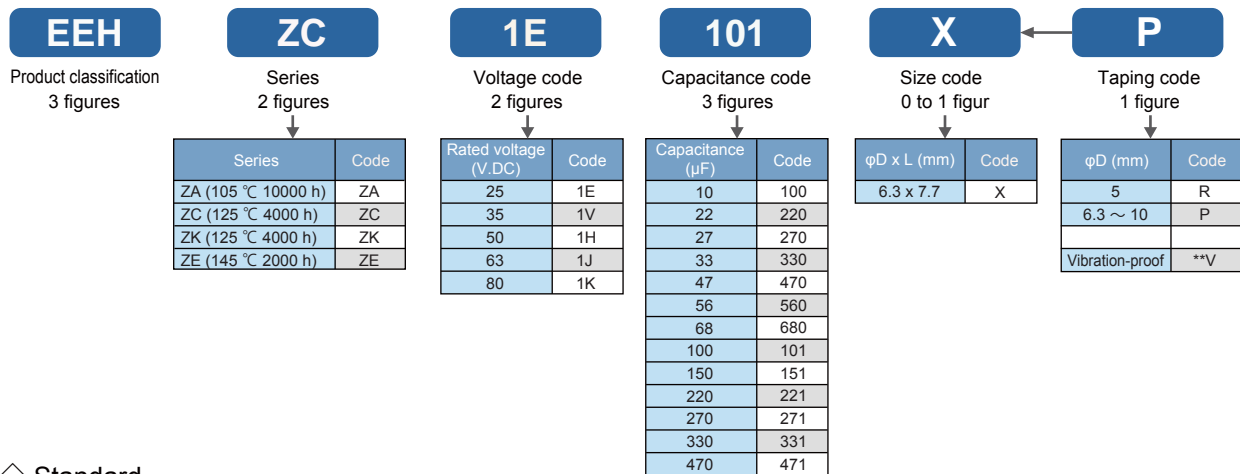 EEH ZC 1E 101 X P
Product classification Series Voltage code Capacitance code Size code Taping code
3 figures 2 figures 2 figures 3 figures 0 to 1 figur 1 figure
Series Code
ZA (105 ℃ 10000 h) ZA
ZC (125 ℃ 4000 h) ZC
ZK (125 ℃ 4000 h) ZK
ZE (145 ℃ 2000 h) ZE
Rated voltage
(V.DC) Code
25 1E
35 1V
50 1H
63 1J
80 1K
Capacitance
(μF) Code
10 100
22 220
27 270
33 330
47 470
56 560
68 680
100 101
150 151
220 221
270 271
330 331
470 471
φD x L (mm) Code
6.3 x 7.7 X
φD (mm) Code
5 R
6.3 ~ 10 P
Vibration-proof **V
◇ Standard